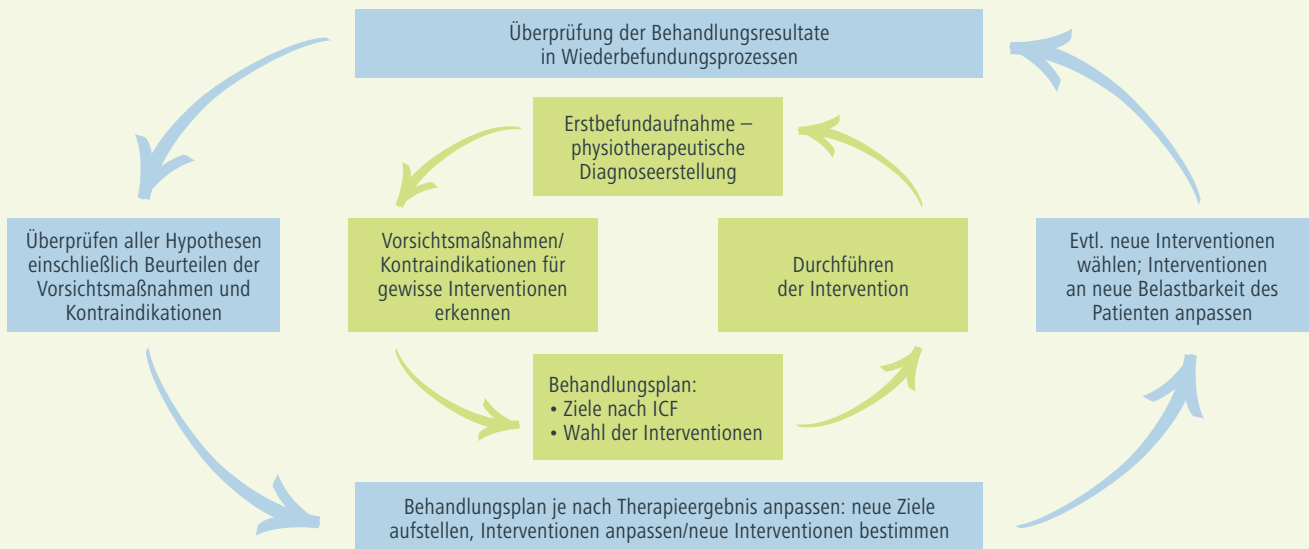 Überprüfung der Behandlungsresultate
in Wiederbefundungsprozessen
Erstbefundaufnahme –
physiotherapeutische
Diagnoseerstellung
Überprüfen aller Hypothesen
einschließlich Beurteilen der
Vorsichtsmaßnahmen und
Kontraindikationen
Vorsichtsmaßnahmen/
Kontraindikationen für
gewisse Interventionen
erkennen
Durchführen
der Intervention
Evtl. neue Interventionen
wählen; Interventionen
an neue Belastbarkeit des
Patienten anpassen
Behandlungsplan:
• Ziele nach ICF
• Wahl der Interventionen
Behandlungsplan je nach Therapieergebnis anpassen: neue Ziele
aufstellen, Interventionen anpassen/neue Interventionen bestimmen